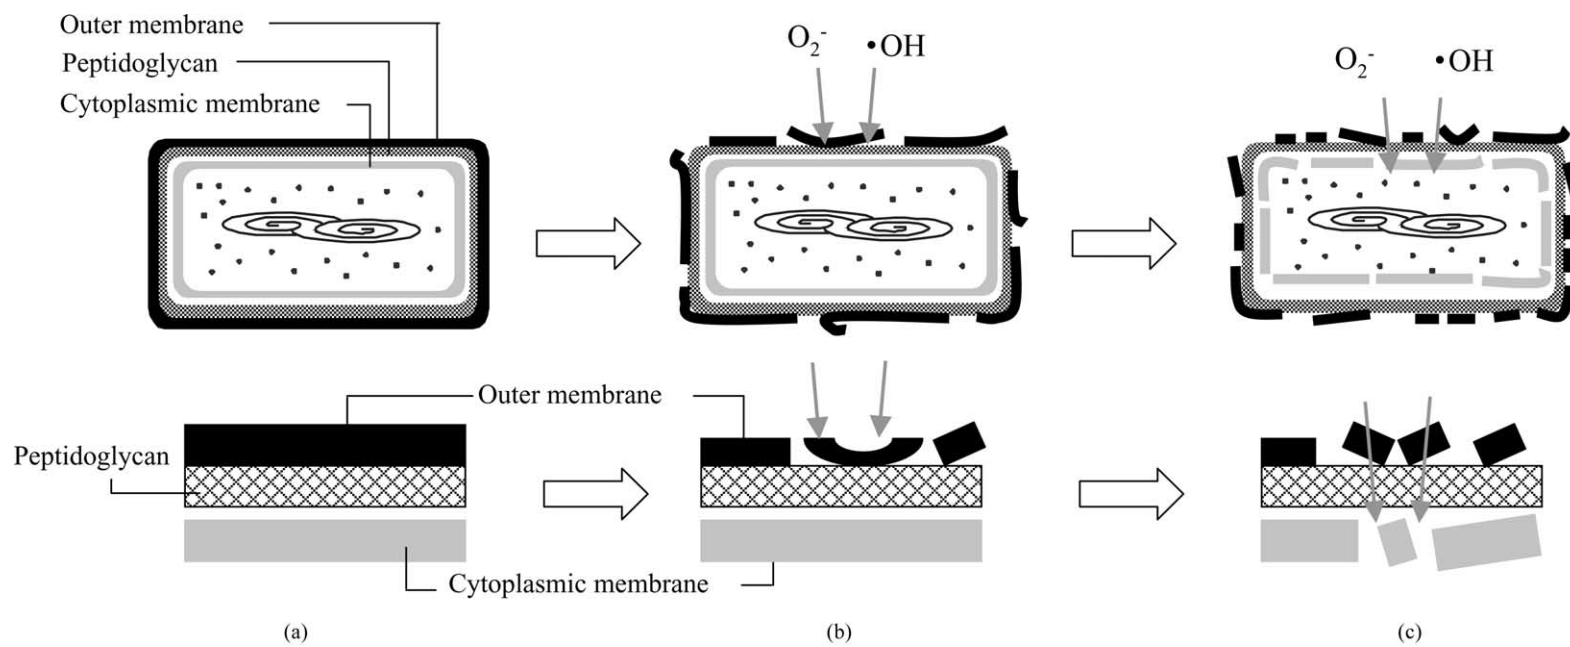 Outer membrane
Peptidoglycan
Cytoplasmic membrane
O₂⁻ •OH
O₂⁻ •OH
Outer membrane
Peptidoglycan
Cytoplasmic membrane
(a) (b) (c)